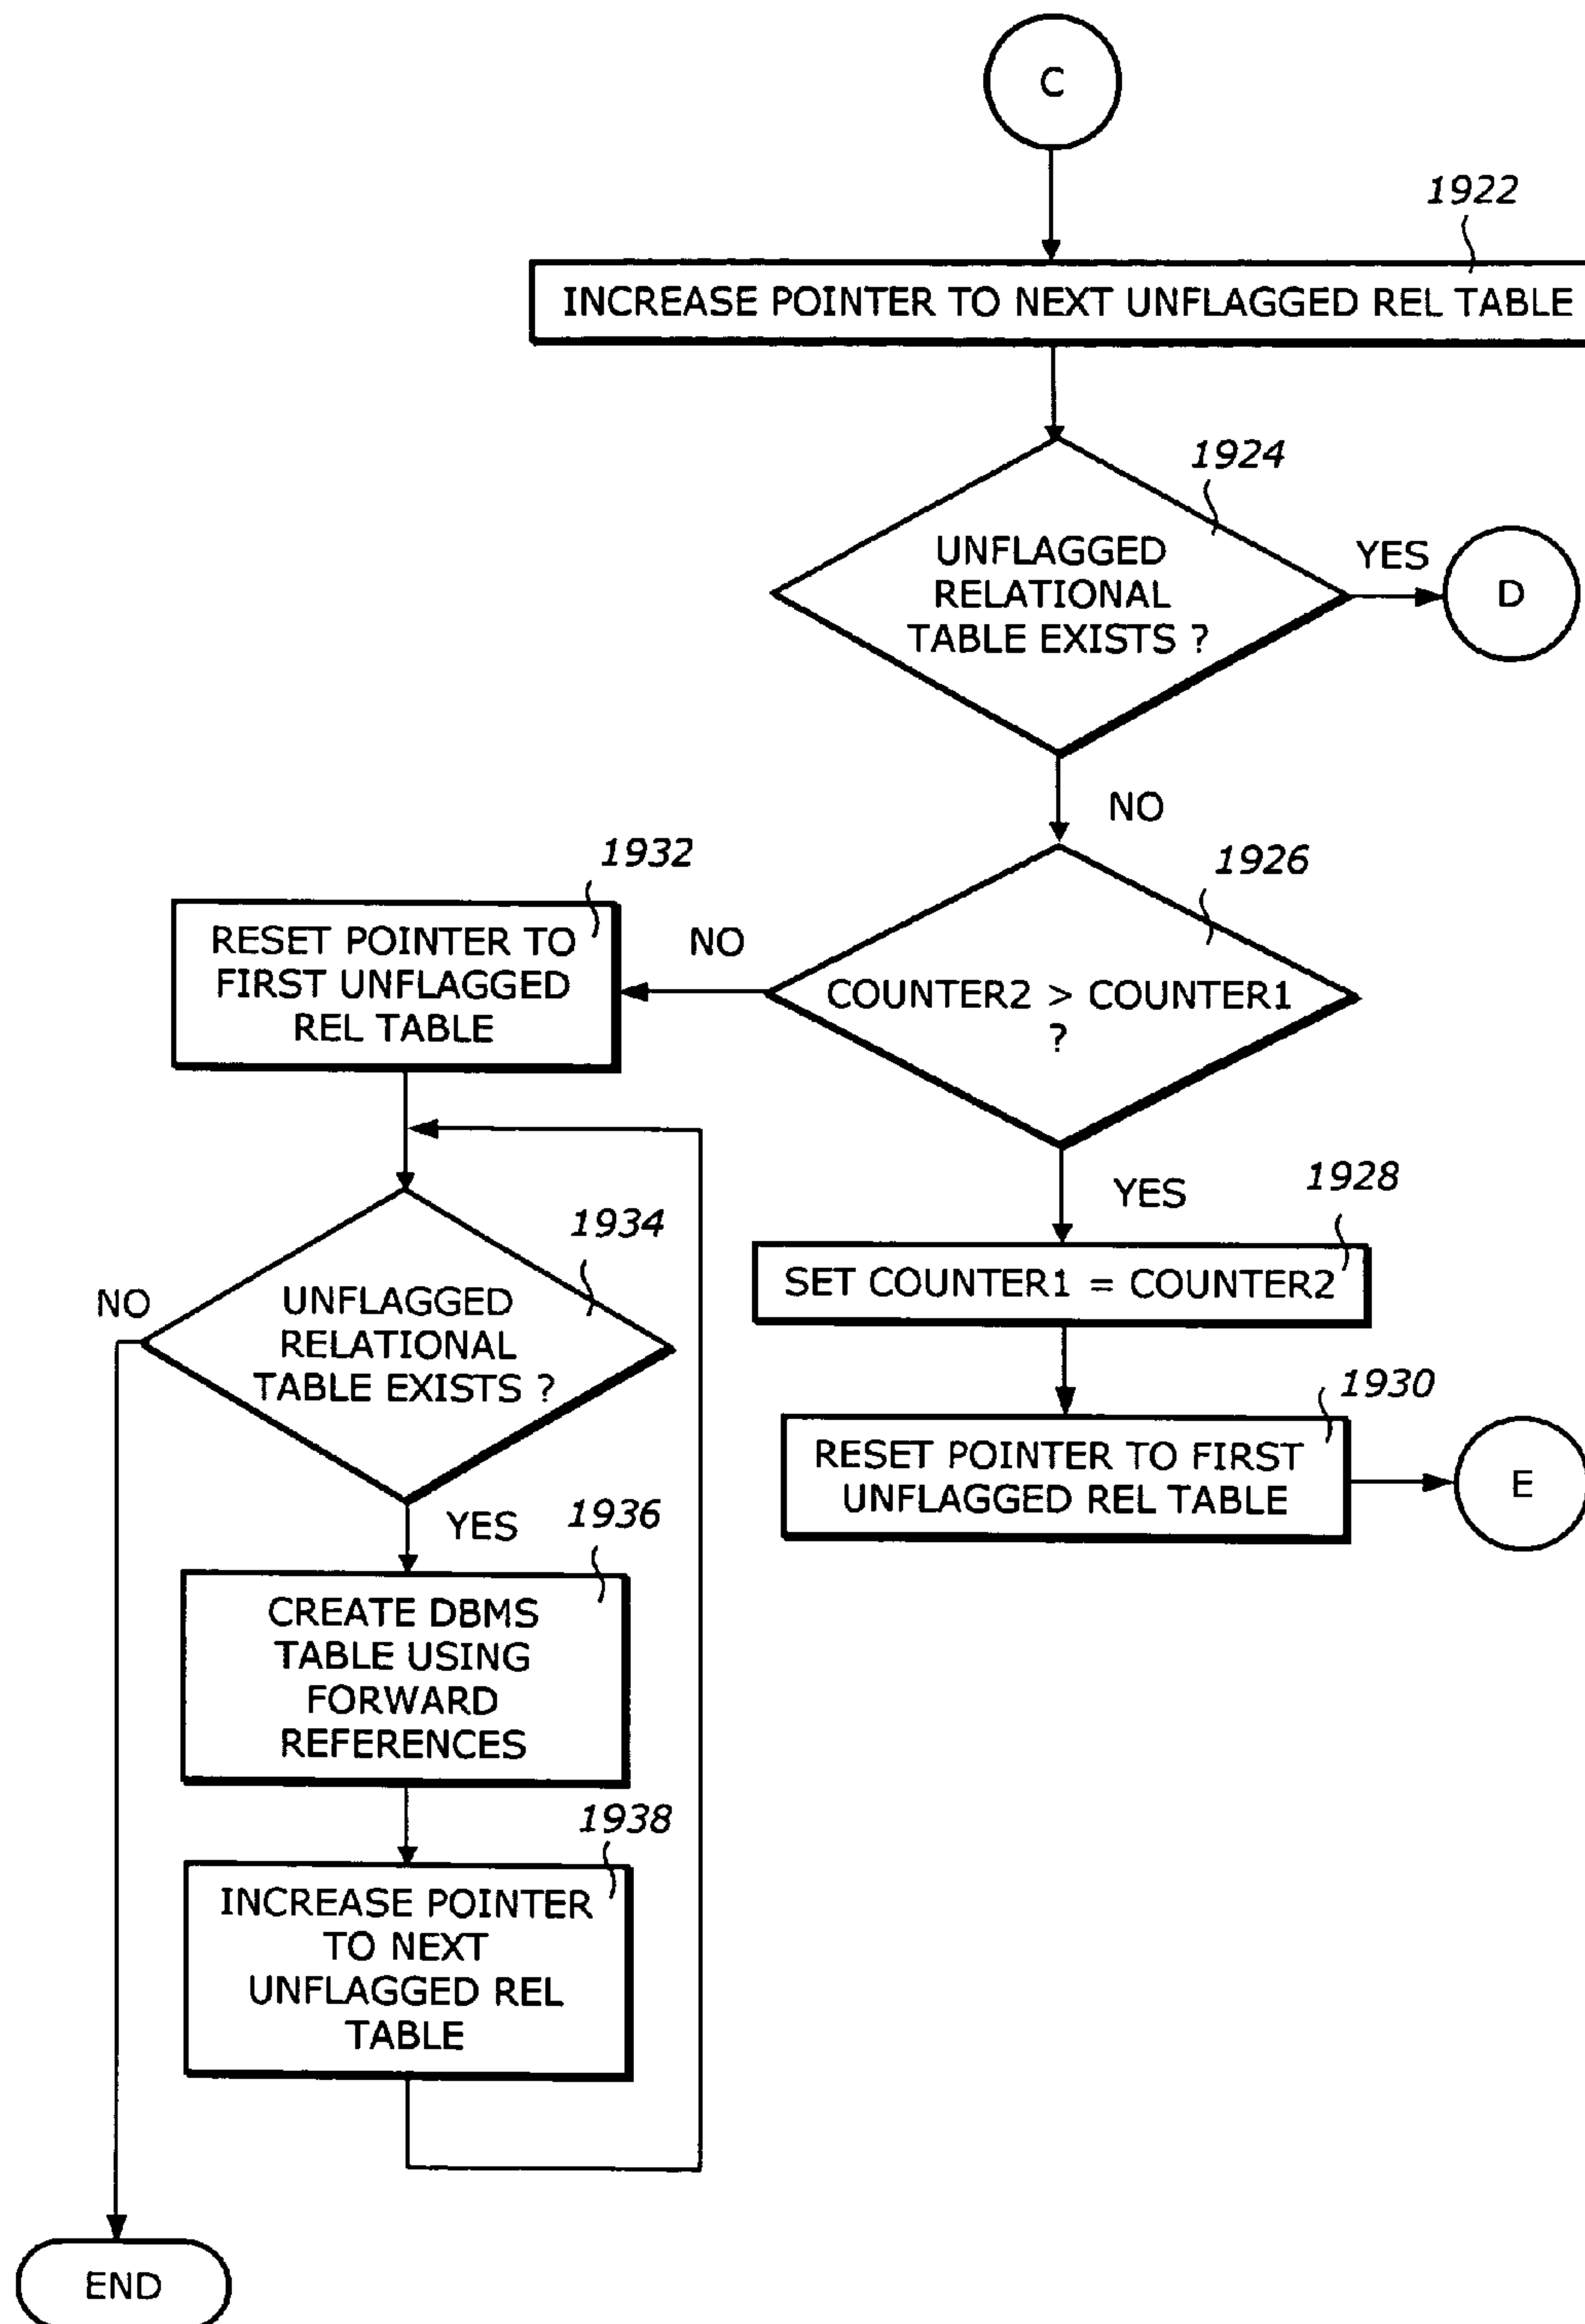 C
1922
INCREASE POINTER TO NEXT UNFLAGGED REL TABLE
1924
UNFLAGGED
RELATIONAL
TABLE EXISTS ?
YES
D
NO
1926
COUNTER2 > COUNTER1
?
NO
1932
RESET POINTER TO
FIRST UNFLAGGED
REL TABLE
YES
1928
SET COUNTER1 = COUNTER2
1930
RESET POINTER TO FIRST
UNFLAGGED REL TABLE
E
1934
UNFLAGGED
RELATIONAL
TABLE EXISTS ?
NO
YES
1936
CREATE DBMS
TABLE USING
FORWARD
REFERENCES
1938
INCREASE POINTER
TO NEXT
UNFLAGGED REL
TABLE
END